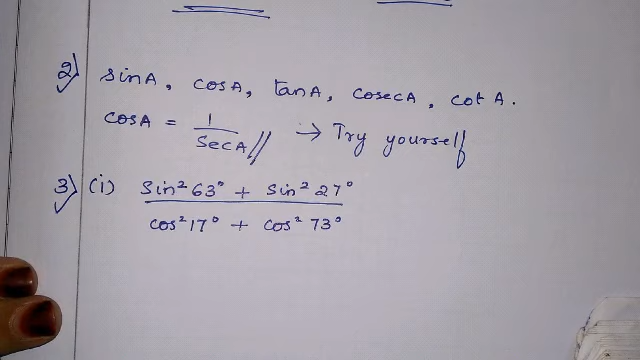 2) sinA, cosA, tanA, cosecA, cot A.
cosA = 1/SecA // → Try yourself
3) (i) Sin² 63° + Sin² 27°
cos² 17° + cos² 73°